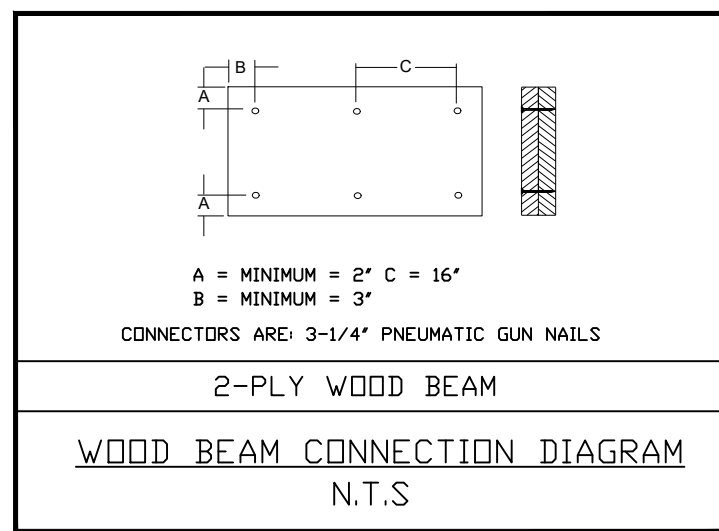 B
C
A
A
A = MINIMUM = 2" C = 16"
B = MINIMUM = 3"
CONNECTORS ARE: 3-1/4" PNEUMATIC GUN NAILS
2-PLY WOOD BEAM
WOOD BEAM CONNECTION DIAGRAM
N.T.S